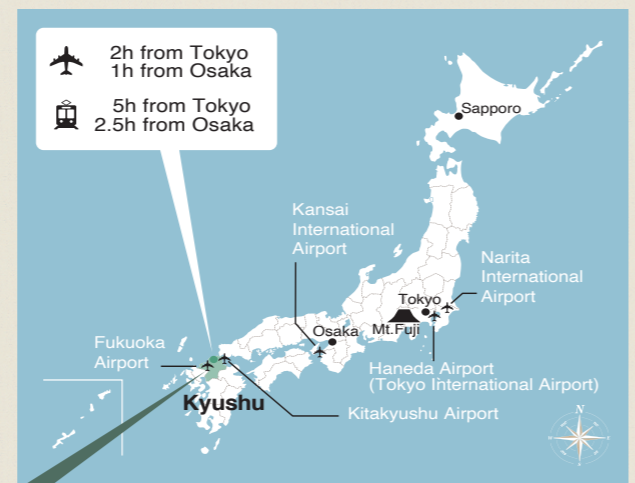 2h from Tokyo
1h from Osaka
5h from Tokyo
2.5h from Osaka
Sapporo
Kansai
International
Airport
Narita
International
Airport
Tokyo
Osaka
Mt.Fuji
Fukuoka
Airport
Haneda Airport
(Tokyo International Airport)
Kyushu
Kitakyushu Airport
N